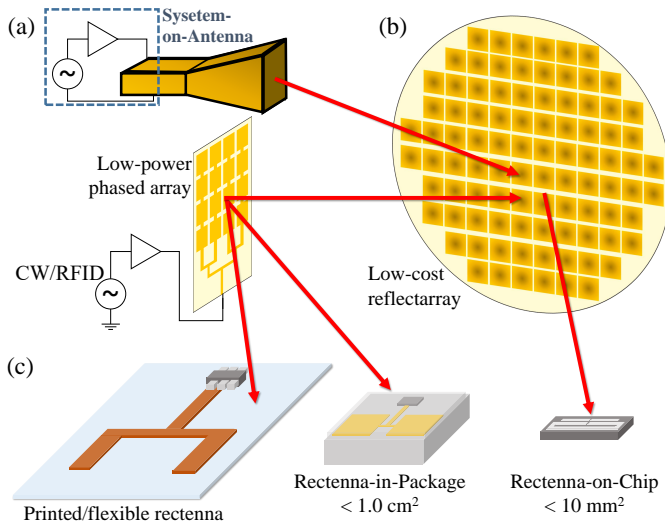 (a)
Sysetem-
on-Antenna
(b)
~
Low-power
phased array
CW/RFID
~
Low-cost
reflectarray
(c)
Printed/flexible rectenna
Rectenna-in-Package
< 1.0 cm²
Rectenna-on-Chip
< 10 mm²